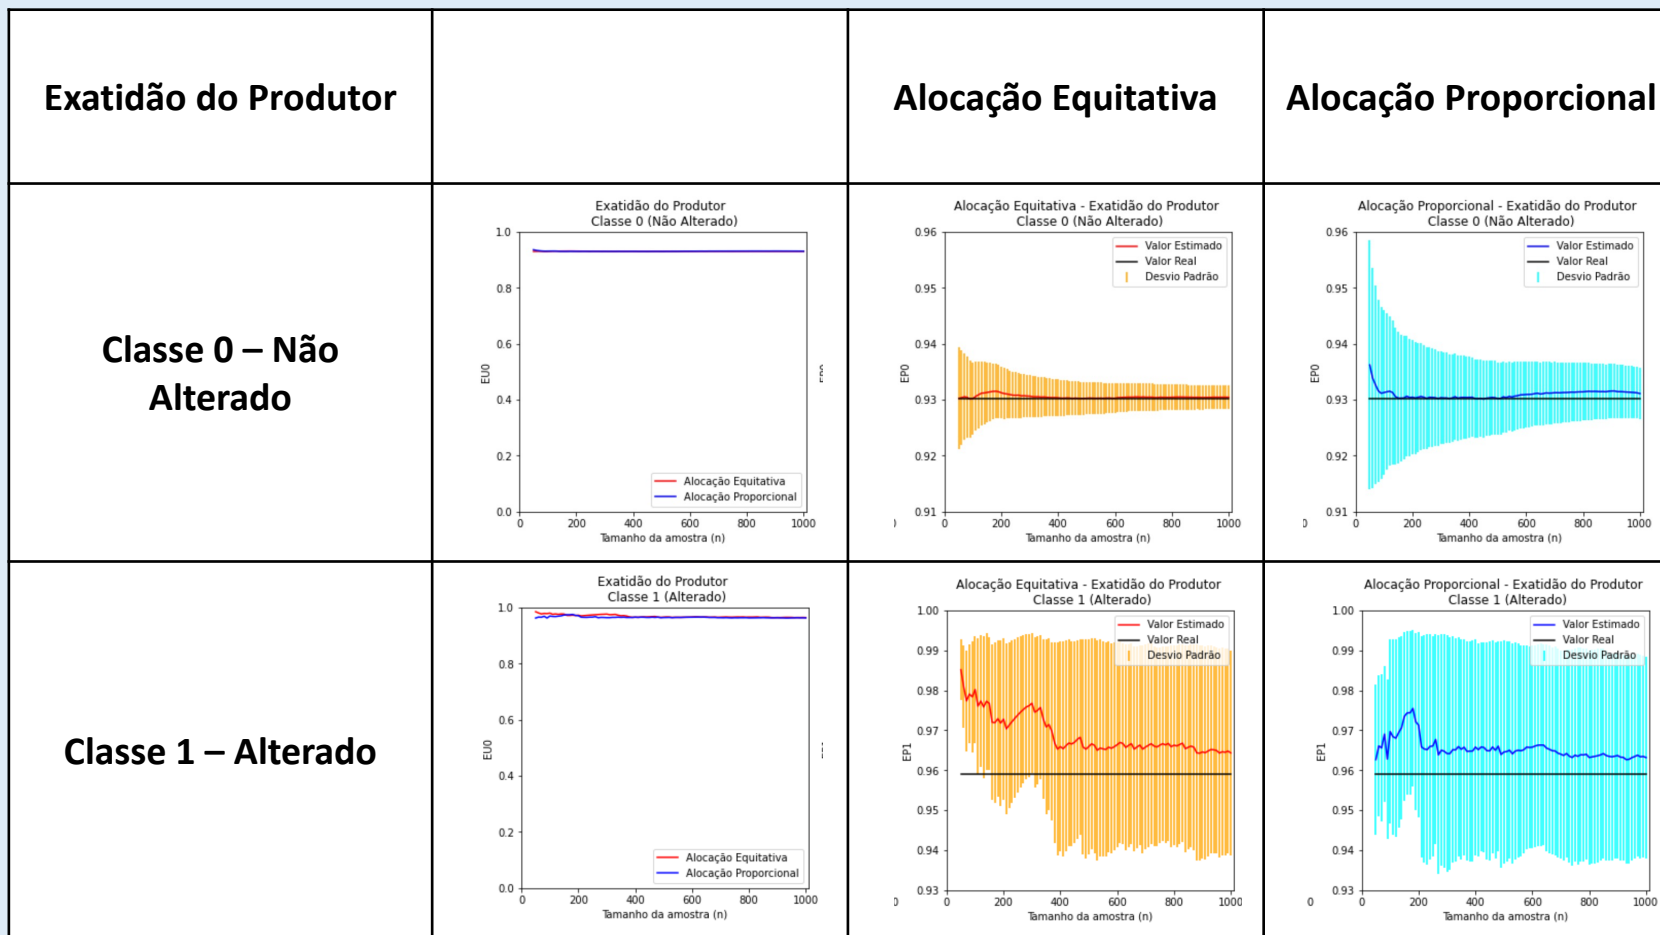 Exatidão do Produtor
Alocação Equitativa
Alocação Proporcional
Classe 0 – Não
Alterado
Exatidão do Produtor
Classe 0 (Não Alterado)
1.0
0.8
0.6
0.4
0.2
0.0
EU0
Alocação Equitativa
Alocação Proporcional
0 200 400 600 800 1000
Tamanho da amostra (n)
Alocação Equitativa - Exatidão do Produtor
Classe 0 (Não Alterado)
0.96
0.95
0.94
0.93
0.92
0.91
EP0
Valor Estimado
Valor Real
Desvio Padrão
0 200 400 600 800 1000
Tamanho da amostra (n)
Alocação Proporcional - Exatidão do Produtor
Classe 0 (Não Alterado)
0.96
0.95
0.94
0.93
0.92
0.91
EP0
Valor Estimado
Valor Real
Desvio Padrão
0 200 400 600 800 1000
Tamanho da amostra (n)
Classe 1 – Alterado
Exatidão do Produtor
Classe 1 (Alterado)
1.0
0.8
0.6
0.4
0.2
0.0
EU0
Alocação Equitativa
Alocação Proporcional
0 200 400 600 800 1000
Tamanho da amostra (n)
Alocação Equitativa - Exatidão do Produtor
Classe 1 (Alterado)
1.00
0.99
0.98
0.97
0.96
0.95
0.94
0.93
EP1
Valor Estimado
Valor Real
Desvio Padrão
0 200 400 600 800 1000
Tamanho da amostra (n)
Alocação Proporcional - Exatidão do Produtor
Classe 1 (Alterado)
1.00
0.99
0.98
0.97
0.96
0.95
0.94
0.93
EP1
Valor Estimado
Valor Real
Desvio Padrão
0 0 200 400 600 800 1000
Tamanho da amostra (n)